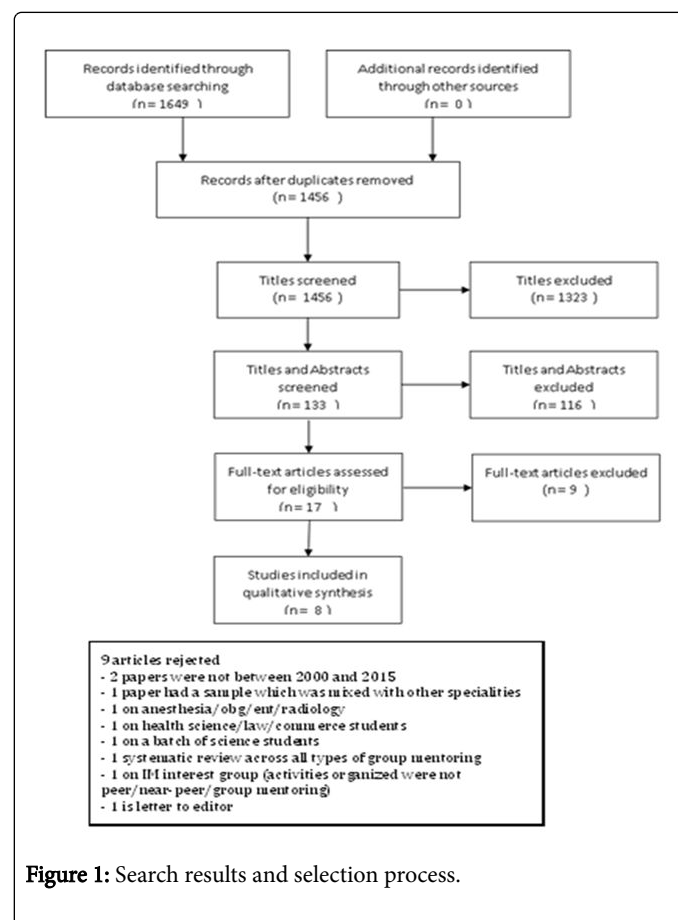 Records identified through
database searching
(n= 1649 )
Additional records identified
through other sources
(n= 0 )
Records after duplicates removed
(n= 1456 )
Titles screened
(n= 1456 )
Titles excluded
(n= 1323 )
Titles and Abstracts
screened
(n= 133 )
Titles and Abstracts
excluded
(n= 116 )
Full-text articles assessed
for eligibility
(n= 17 )
Full-text articles excluded
(n= 9 )
Studies included in
qualitative synthesis
(n= 8 )
9 articles rejected
- 2 papers were not between 2000 and 2015
- 1 paper had a sample which was mixed with other specialities
- 1 on anesthesia/obg/ent/radiology
- 1 on health science/law/commerce students
- 1 on a batch of science students
- 1 systematic review across all types of group mentoring
- 1 on IM interest group (activities organized were not
peer/near-peer/group mentoring)
- 1 is letter to editor
Figure 1: Search results and selection process.